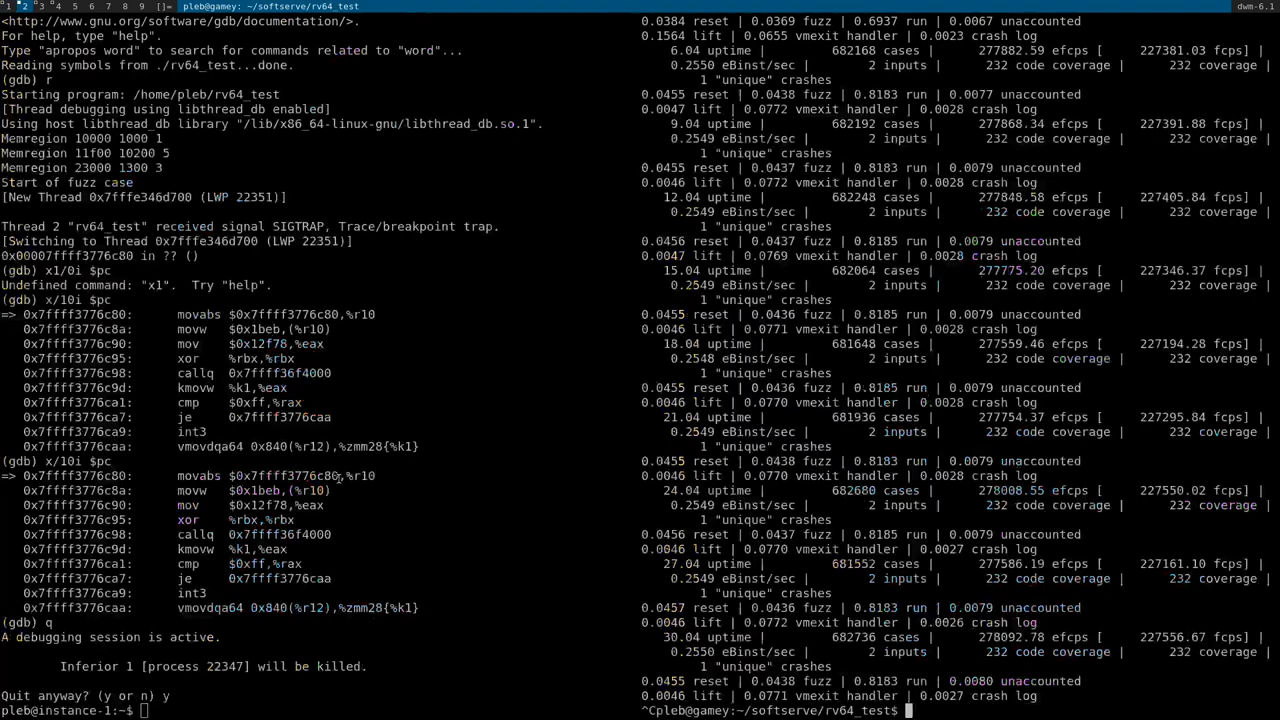 1 2 3 4 5 6 7 8 9 []= pleb@gamey: ~/softserve/rv64_test dwm-6.1
<http://www.gnu.org/software/gdb/documentation/>.
For help, type "help".
Type "apropos word" to search for commands related to "word"...
Reading symbols from ./rv64_test...done.
(gdb) r
Starting program: /home/pleb/rv64_test
[Thread debugging using libthread_db enabled]
Using host libthread_db library "/lib/x86_64-linux-gnu/libthread_db.so.1".
Memregion 10000 1000 1
Memregion 11f00 10200 5
Memregion 23000 1300 3
Start of fuzz case
[New Thread 0x7fffe346d700 (LWP 22351)]
Thread 2 "rv64_test" received signal SIGTRAP, Trace/breakpoint trap.
[Switching to Thread 0x7fffe346d700 (LWP 22351)]
0x00007ffff3776c80 in ?? ()
(gdb) x1/0i $pc
Undefined command: "x1".  Try "help".
(gdb) x/10i $pc
=> 0x7ffff3776c80: movabs $0x7ffff3776c80,%r10
0x7ffff3776c8a: movw $0x1beb,(%r10)
0x7ffff3776c90: mov $0x12f78,%eax
0x7ffff3776c95: xor %rbx,%rbx
0x7ffff3776c98: callq 0x7ffff36f4000
0x7ffff3776c9d: kmovw %k1,%eax
0x7ffff3776ca1: cmp $0xff,%rax
0x7ffff3776ca7: je 0x7ffff3776caa
0x7ffff3776ca9: int3
0x7ffff3776caa: vmovdqa64 0x840(%r12),%zmm28{%k1}
(gdb) x/10i $pc
=> 0x7ffff3776c80: movabs $0x7ffff3776c80,%r10
0x7ffff3776c8a: movw $0x1beb,(%r10)
0x7ffff3776c90: mov $0x12f78,%eax
0x7ffff3776c95: xor %rbx,%rbx
0x7ffff3776c98: callq 0x7ffff36f4000
0x7ffff3776c9d: kmovw %k1,%eax
0x7ffff3776ca1: cmp $0xff,%rax
0x7ffff3776ca7: je 0x7ffff3776caa
0x7ffff3776ca9: int3
0x7ffff3776caa: vmovdqa64 0x840(%r12),%zmm28{%k1}
(gdb) q
A debugging session is active.
Inferior 1 [process 22347] will be killed.
Quit anyway? (y or n) y
pleb@instance-1:~$
0.0384 reset | 0.0369 fuzz | 0.6937 run | 0.0067 unaccounted
0.1564 lift | 0.0655 vmexit handler | 0.0023 crash log
6.04 uptime | 682168 cases | 277882.59 efcps [ 227381.03 fcps] |
0.2550 eBinst/sec | 2 inputs | 232 code coverage | 232 coverage |
1 "unique" crashes
0.0455 reset | 0.0438 fuzz | 0.8183 run | 0.0077 unaccounted
0.0047 lift | 0.0772 vmexit handler | 0.0028 crash log
9.04 uptime | 682192 cases | 277868.34 efcps [ 227391.88 fcps] |
0.2549 eBinst/sec | 2 inputs | 232 code coverage | 232 coverage |
1 "unique" crashes
0.0455 reset | 0.0437 fuzz | 0.8185 run | 0.0079 unaccounted
0.0046 lift | 0.0772 vmexit handler | 0.0028 crash log
12.04 uptime | 682248 cases | 277848.58 efcps [ 227405.84 fcps] |
0.2549 eBinst/sec | 2 inputs | 232 code coverage | 232 coverage |
1 "unique" crashes
0.0456 reset | 0.0437 fuzz | 0.8185 run | 0.0079 unaccounted
0.0047 lift | 0.0769 vmexit handler | 0.0028 crash log
15.04 uptime | 682064 cases | 277775.20 efcps [ 227346.37 fcps] |
0.2549 eBinst/sec | 2 inputs | 232 code coverage | 232 coverage |
1 "unique" crashes
0.0455 reset | 0.0436 fuzz | 0.8185 run | 0.0079 unaccounted
0.0046 lift | 0.0771 vmexit handler | 0.0028 crash log
18.04 uptime | 681648 cases | 277559.46 efcps [ 227194.28 fcps] |
0.2548 eBinst/sec | 2 inputs | 232 code coverage | 232 coverage |
1 "unique" crashes
0.0455 reset | 0.0436 fuzz | 0.8185 run | 0.0079 unaccounted
0.0046 lift | 0.0770 vmexit handler | 0.0028 crash log
21.04 uptime | 681936 cases | 277754.37 efcps [ 227295.84 fcps] |
0.2549 eBinst/sec | 2 inputs | 232 code coverage | 232 coverage |
1 "unique" crashes
0.0455 reset | 0.0438 fuzz | 0.8183 run | 0.0079 unaccounted
0.0046 lift | 0.0770 vmexit handler | 0.0028 crash log
24.04 uptime | 682680 cases | 278008.55 efcps [ 227550.02 fcps] |
0.2549 eBinst/sec | 2 inputs | 232 code coverage | 232 coverage |
1 "unique" crashes
0.0456 reset | 0.0437 fuzz | 0.8183 run | 0.0079 unaccounted
0.0046 lift | 0.0770 vmexit handler | 0.0027 crash log
27.04 uptime | 681552 cases | 277586.19 efcps [ 227161.10 fcps] |
0.2549 eBinst/sec | 2 inputs | 232 code coverage | 232 coverage |
1 "unique" crashes
0.0457 reset | 0.0436 fuzz | 0.8183 run | 0.0079 unaccounted
0.0046 lift | 0.0772 vmexit handler | 0.0026 crash log
30.04 uptime | 682736 cases | 278092.78 efcps [ 227556.67 fcps] |
0.2550 eBinst/sec | 2 inputs | 232 code coverage | 232 coverage |
1 "unique" crashes
0.0455 reset | 0.0438 fuzz | 0.8183 run | 0.0080 unaccounted
0.0046 lift | 0.0771 vmexit handler | 0.0027 crash log
^Cpleb@gamey:~/softserve/rv64_test$